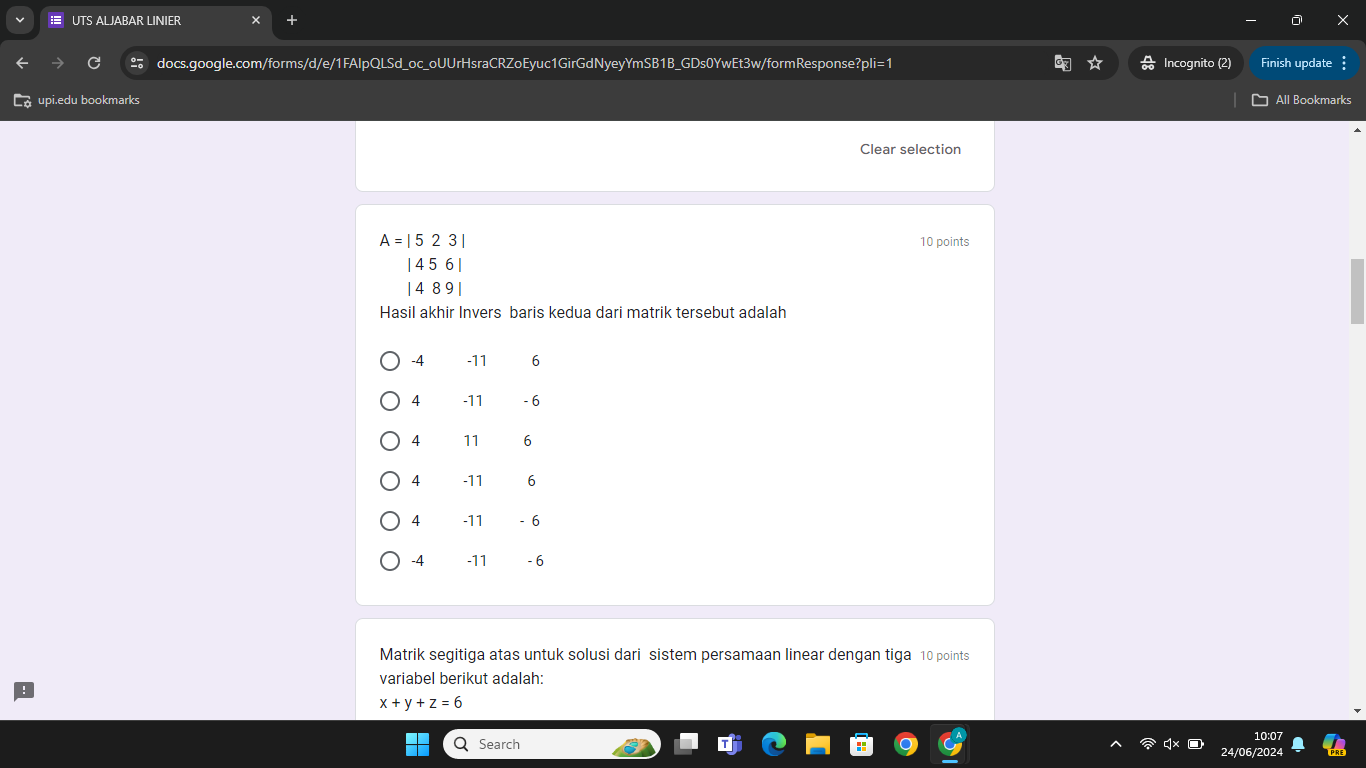 UTS ALJABAR LINIER
docs.google.com/forms/d/e/1FAIpQLSd_oc_oUUrHsraCRZoEyuc1GirGdNyeyYmSB1B_GDs0YwEt3w/formResponse?pli=1
Incognito (2)
Finish update
upi.edu bookmarks
All Bookmarks
Clear selection
A = | 5 2 3 |
10 points
| 4 5 6 |
| 4 8 9 |
Hasil akhir Invers baris kedua dari matrik tersebut adalah
-4 -11 6
4 -11 - 6
4 11 6
4 -11 6
4 -11 - 6
-4 -11 - 6
Matrik segitiga atas untuk solusi dari sistem persamaan linear dengan tiga
10 points
variabel berikut adalah:
x + y + z = 6
Search
A
10:07
24/06/2024
PRE